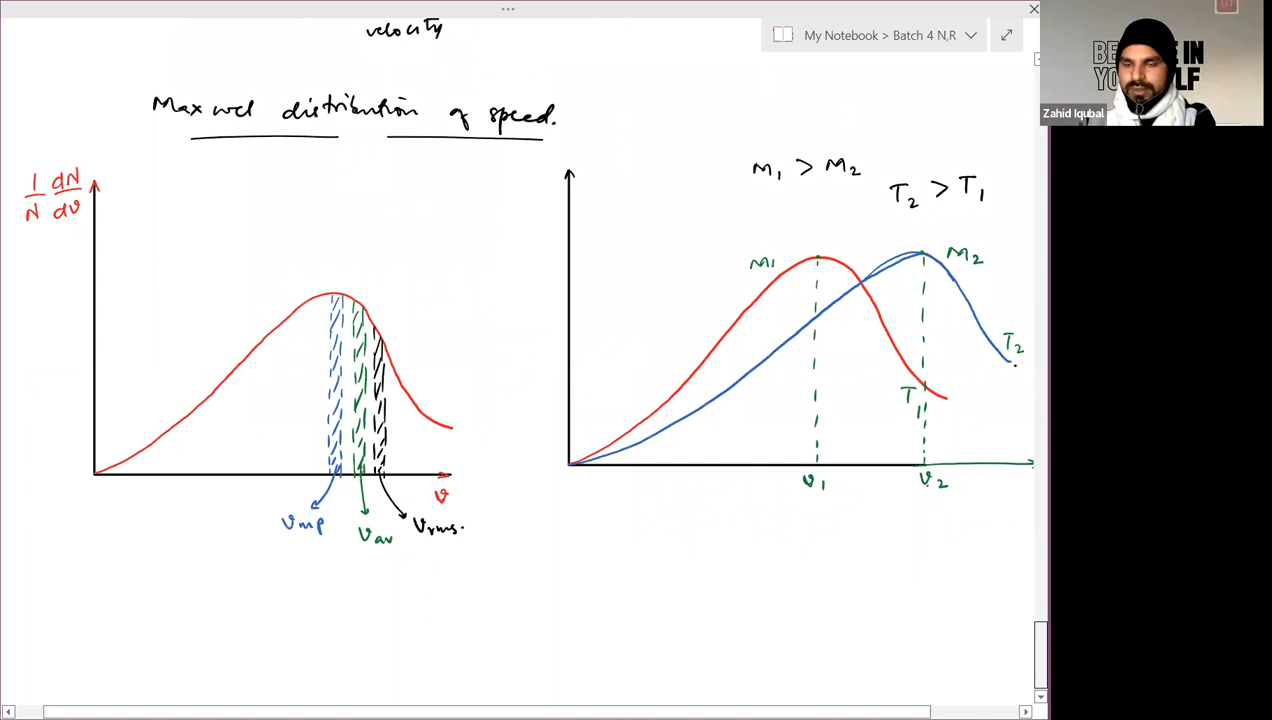 velocity
My Notebook > Batch 4 N,R
Zahid Iqubal
Maxwel distribution of speed.
1 dN
N dv
v
Vmp
Vav
Vrms.
M1 > M2
T2 > T1
M1
M2
T2
T1
v1
v2